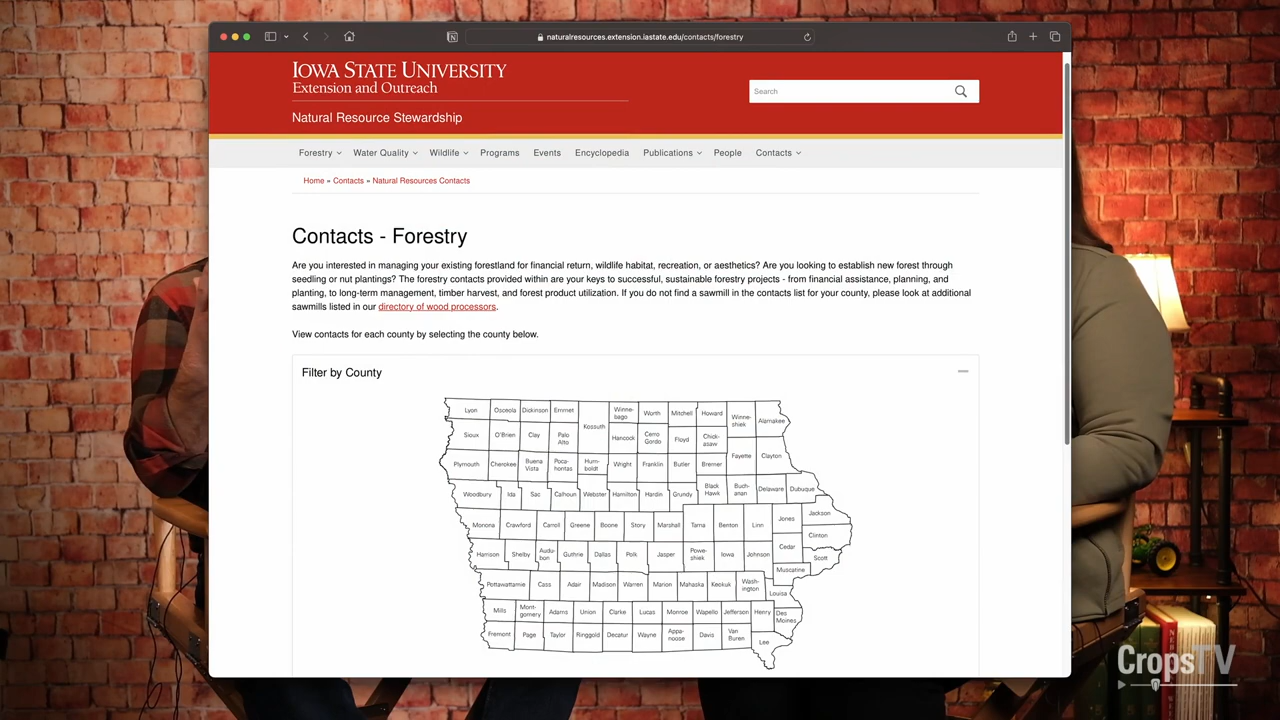 naturalresources.extension.iastate.edu/contacts/forestry
IOWA STATE UNIVERSITY
Extension and Outreach
Search
Natural Resource Stewardship
Forestry Water Quality Wildlife Programs Events Encyclopedia Publications People Contacts
Home » Contacts » Natural Resources Contacts
Contacts - Forestry
Are you interested in managing your existing forestland for financial return, wildlife habitat, recreation, or aesthetics? Are you looking to establish new forest through
seedling or nut plantings? The forestry contacts provided within are your keys to successful, sustainable forestry projects - from financial assistance, planning, and
planting, to long-term management, timber harvest, and forest product utilization. If you do not find a sawmill in the contacts list for your county, please look at additional
sawmills listed in our directory of wood processors.
View contacts for each county by selecting the county below.
Filter by County
Lyon Osceola Dickinson Emmet Kossuth Winne-
bago Worth Mitchell Howard Winne-
shiek Alamakee
Sioux O'Brien Clay Palo
Alto Hancock Cerro
Gordo Floyd Chick-
asaw Fayette Clayton
Plymouth Cherokee Buena
Vista Poca-
hontas Hum-
boldt Wright Franklin Butler Bremer
Woodbury Ida Sac Calhoun Webster Hamilton Hardin Grundy Black
Hawk Buch-
anan Delaware Dubuque
Monona Crawford Carroll Greene Boone Story Marshall Tama Benton Linn Jones Jackson
Clinton
Harrison Shelby Audu-
bon Guthrie Dallas Polk Jasper Powe-
shiek Iowa Johnson Cedar Scott
Muscatine
Pottawattamie Cass Adair Madison Warren Marion Mahaska Keokuk Wash-
ington Louisa
Mills Mont-
gomery Adams Union Clarke Lucas Monroe Wapello Jefferson Henry Des
Moines
Fremont Page Taylor Ringgold Decatur Wayne Appa-
noose Davis Van
Buren Lee
CropsTV